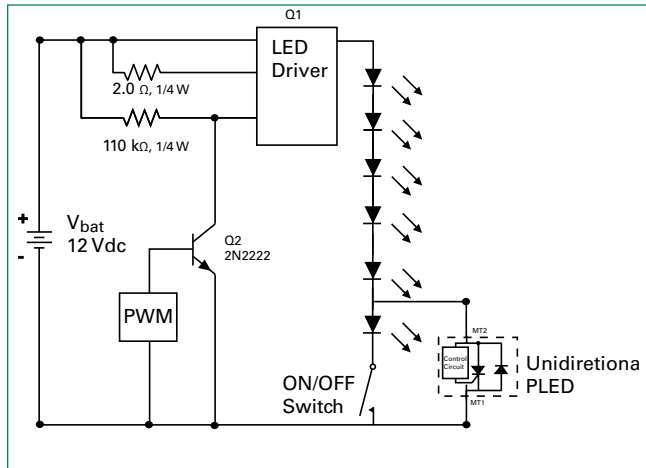 Q1
LED
Driver
2.0 Ω, 1/4 W
110 kΩ, 1/4 W
+
-
Vbat
12 Vdc
Q2
2N2222
PWM
ON/OFF
Switch
MT2
Control
Circuit
MT1
Unidiretiona
PLED